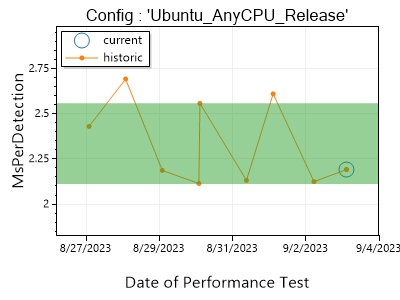 Config : 'Ubuntu_AnyCPU_Release'
current
historic
MsPerDetection
2.75
2.5
2.25
2
8/27/2023
8/29/2023
8/31/2023
9/2/2023
9/4/2023
Date of Performance Test